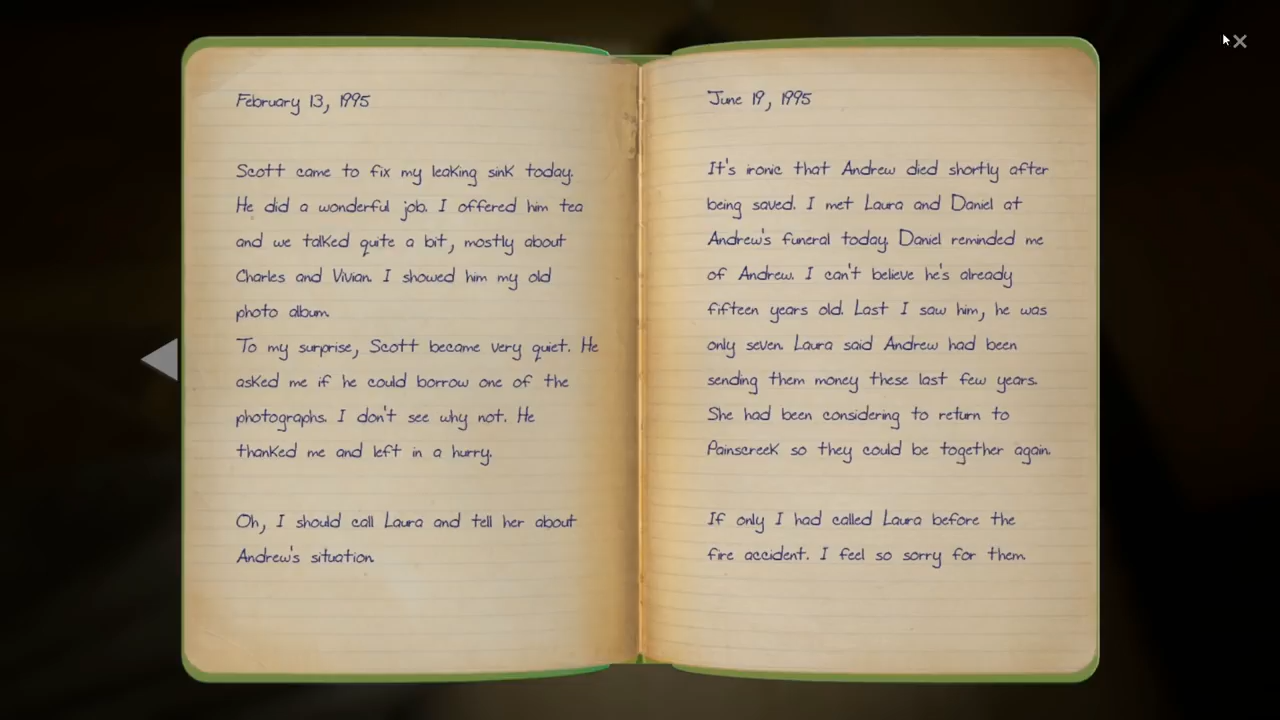 February 13, 1995
Scott came to fix my leaking sink today.
He did a wonderful job. I offered him tea
and we talked quite a bit, mostly about
Charles and Vivian. I showed him my old
photo album.
To my surprise, Scott became very quiet. He
asked me if he could borrow one of the
photographs. I don't see why not. He
thanked me and left in a hurry.
Oh, I should call Laura and tell her about
Andrew's situation.
June 19, 1995
It's ironic that Andrew died shortly after
being saved. I met Laura and Daniel at
Andrew's funeral today. Daniel reminded me
of Andrew. I can't believe he's already
fifteen years old. Last I saw him, he was
only seven. Laura said Andrew had been
sending them money these last few years.
She had been considering to return to
Painscreek so they could be together again.
If only I had called Laura before the
fire accident. I feel so sorry for them.